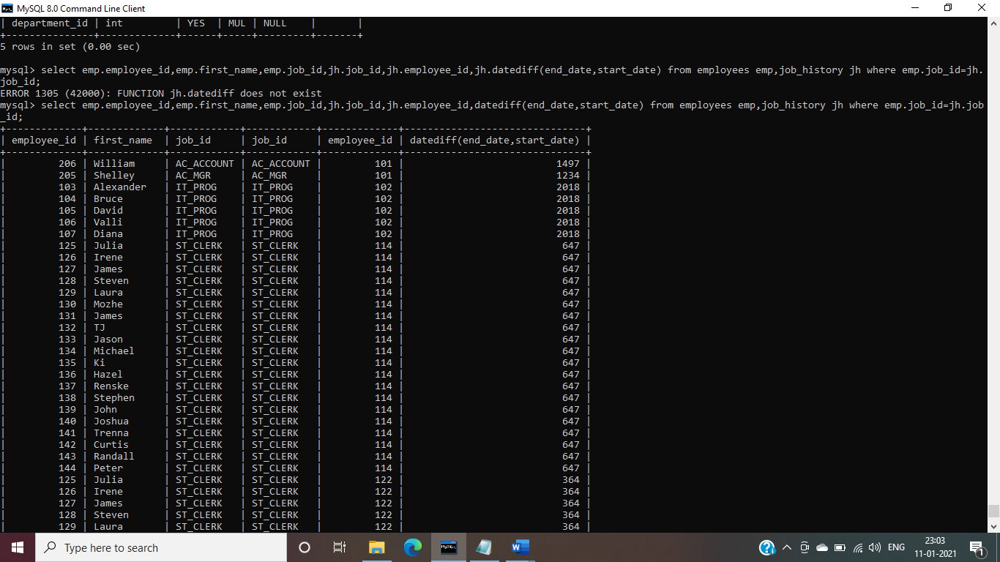 MySQL 8.0 Command Line Client
| department_id | int         | YES  | MUL | NULL    |       |
+---------------+-------------+------+-----+---------+-------+
5 rows in set (0.00 sec)
mysql> select emp.employee_id,emp.first_name,emp.job_id,jh.job_id,jh.employee_id,jh.datediff(end_date,start_date) from employees emp,job_history jh where emp.job_id=jh.
job_id;
ERROR 1305 (42000): FUNCTION jh.datediff does not exist
mysql> select emp.employee_id,emp.first_name,emp.job_id,jh.job_id,jh.employee_id,datediff(end_date,start_date) from employees emp,job_history jh where emp.job_id=jh.job
_id;
+-------------+-------------+------------+------------+-------------+-------------------------------+
| employee_id | first_name  | job_id     | job_id     | employee_id | datediff(end_date,start_date) |
+-------------+-------------+------------+------------+-------------+-------------------------------+
|         206 | William     | AC_ACCOUNT | AC_ACCOUNT |         101 |                          1497 |
|         205 | Shelley     | AC_MGR     | AC_MGR     |         101 |                          1234 |
|         103 | Alexander   | IT_PROG    | IT_PROG    |         102 |                          2018 |
|         104 | Bruce       | IT_PROG    | IT_PROG    |         102 |                          2018 |
|         105 | David       | IT_PROG    | IT_PROG    |         102 |                          2018 |
|         106 | Valli       | IT_PROG    | IT_PROG    |         102 |                          2018 |
|         107 | Diana       | IT_PROG    | IT_PROG    |         102 |                          2018 |
|         125 | Julia       | ST_CLERK   | ST_CLERK   |         114 |                           647 |
|         126 | Irene       | ST_CLERK   | ST_CLERK   |         114 |                           647 |
|         127 | James       | ST_CLERK   | ST_CLERK   |         114 |                           647 |
|         128 | Steven      | ST_CLERK   | ST_CLERK   |         114 |                           647 |
|         129 | Laura       | ST_CLERK   | ST_CLERK   |         114 |                           647 |
|         130 | Mozhe       | ST_CLERK   | ST_CLERK   |         114 |                           647 |
|         131 | James       | ST_CLERK   | ST_CLERK   |         114 |                           647 |
|         132 | TJ          | ST_CLERK   | ST_CLERK   |         114 |                           647 |
|         133 | Jason       | ST_CLERK   | ST_CLERK   |         114 |                           647 |
|         134 | Michael     | ST_CLERK   | ST_CLERK   |         114 |                           647 |
|         135 | Ki          | ST_CLERK   | ST_CLERK   |         114 |                           647 |
|         136 | Hazel       | ST_CLERK   | ST_CLERK   |         114 |                           647 |
|         137 | Renske      | ST_CLERK   | ST_CLERK   |         114 |                           647 |
|         138 | Stephen     | ST_CLERK   | ST_CLERK   |         114 |                           647 |
|         139 | John        | ST_CLERK   | ST_CLERK   |         114 |                           647 |
|         140 | Joshua      | ST_CLERK   | ST_CLERK   |         114 |                           647 |
|         141 | Trenna      | ST_CLERK   | ST_CLERK   |         114 |                           647 |
|         142 | Curtis      | ST_CLERK   | ST_CLERK   |         114 |                           647 |
|         143 | Randall     | ST_CLERK   | ST_CLERK   |         114 |                           647 |
|         144 | Peter       | ST_CLERK   | ST_CLERK   |         114 |                           647 |
|         125 | Julia       | ST_CLERK   | ST_CLERK   |         122 |                           364 |
|         126 | Irene       | ST_CLERK   | ST_CLERK   |         122 |                           364 |
|         127 | James       | ST_CLERK   | ST_CLERK   |         122 |                           364 |
|         128 | Steven      | ST_CLERK   | ST_CLERK   |         122 |                           364 |
|         129 | Laura       | ST_CLERK   | ST_CLERK   |         122 |                           364 |
Type here to search
ENG
23:03
11-01-2021
1